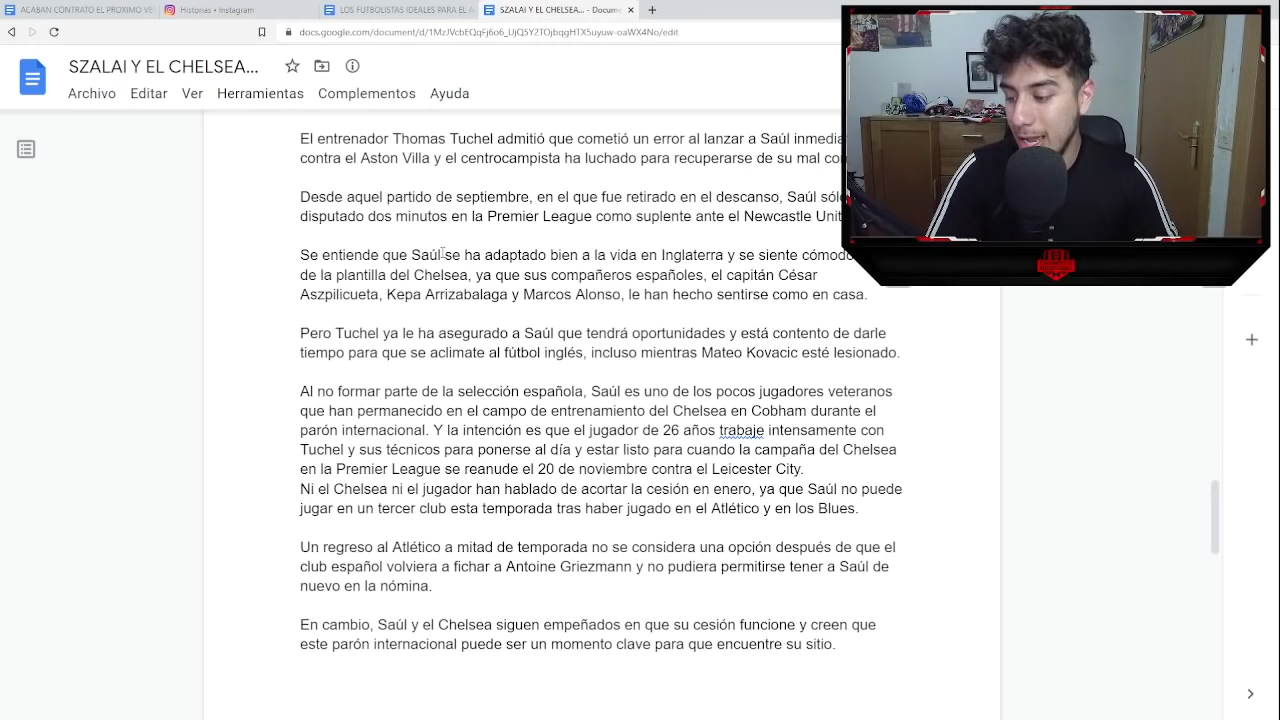 ACABAN CONTRATO EL PROXIMO VE
Historias • Instagram
LOS FUTBOLISTAS IDEALES PARA EL A
SZALAI Y EL CHELSEA... - Docume
docs.google.com/document/d/
SZALAI Y EL CHELSEA...
Archivo Editar Ver Herramientas Complementos Ayuda
El entrenador Thomas Tuchel admitió que cometió un error al lanzar a Saúl
contra el Aston Villa y el centrocampista ha luchado para recuperarse de su mal
Desde aquel partido de septiembre, en el que fue retirado en el descanso, Saúl
disputado dos minutos en la Premier League como suplente ante el Newcastle
Se entiende que Saúl se ha adaptado bien a la vida en Inglaterra y se siente
de la plantilla del Chelsea, ya que sus compañeros españoles, el capitán César
Aszpilicueta, Kepa Arrizabalaga y Marcos Alonso, le han hecho sentirse como en casa.
Pero Tuchel ya le ha asegurado a Saúl que tendrá oportunidades y está contento de darle
tiempo para que se aclimate al fútbol inglés, incluso mientras Mateo Kovacic esté lesionado.
Al no formar parte de la selección española, Saúl es uno de los pocos jugadores veteranos
que han permanecido en el campo de entrenamiento del Chelsea en Cobham durante el
parón internacional. Y la intención es que el jugador de 26 años trabaje intensamente con
Tuchel y sus técnicos para ponerse al día y estar listo para cuando la campaña del Chelsea
en la Premier League se reanude el 20 de noviembre contra el Leicester City.
Ni el Chelsea ni el jugador han hablado de acortar la cesión en enero, ya que Saúl no puede
jugar en un tercer club esta temporada tras haber jugado en el Atlético y en los Blues.
Un regreso al Atlético a mitad de temporada no se considera una opción después de que el
club español volviera a fichar a Antoine Griezmann y no pudiera permitirse tener a Saúl de
nuevo en la nómina.
En cambio, Saúl y el Chelsea siguen empeñados en que su cesión funcione y creen que
este parón internacional puede ser un momento clave para que encuentre su sitio.